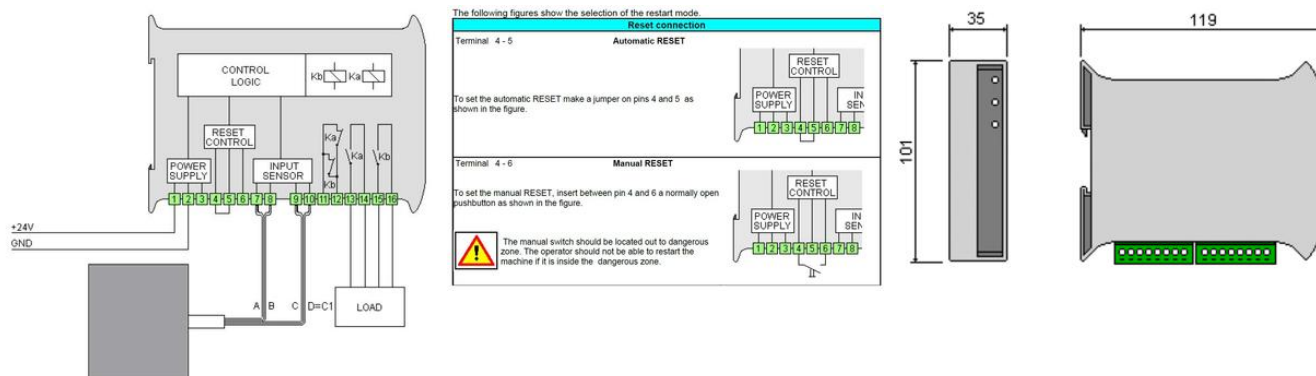 CONTROL
LOGIC
Kb Ka
RESET
CONTROL
Ka
Ka
Kb
POWER
SUPPLY
INPUT
SENSOR
Kb
1 2 3 4 5 6 7 8 9 10 11 12 13 14 15 16
+24V
GND
A B C D=C1
LOAD
The following figures show the selection of the restart mode.
Reset connection
Terminal 4 - 5 Automatic RESET
To set the automatic RESET make a jumper on pins 4 and 5 as
shown in the figure.
RESET
CONTROL
POWER
SUPPLY
IN
SEN
1 2 3 4 5 6 7 8
Terminal 4 - 6 Manual RESET
To set the manual RESET, insert between pin 4 and 6 a normally open
pushbutton as shown in the figure.
The manual switch should be located out to dangerous
zone. The operator should not be able to restart the
machine if it is inside the dangerous zone.
RESET
CONTROL
POWER
SUPPLY
IN
SEN
1 2 3 4 5 6 7 8
35
101
119